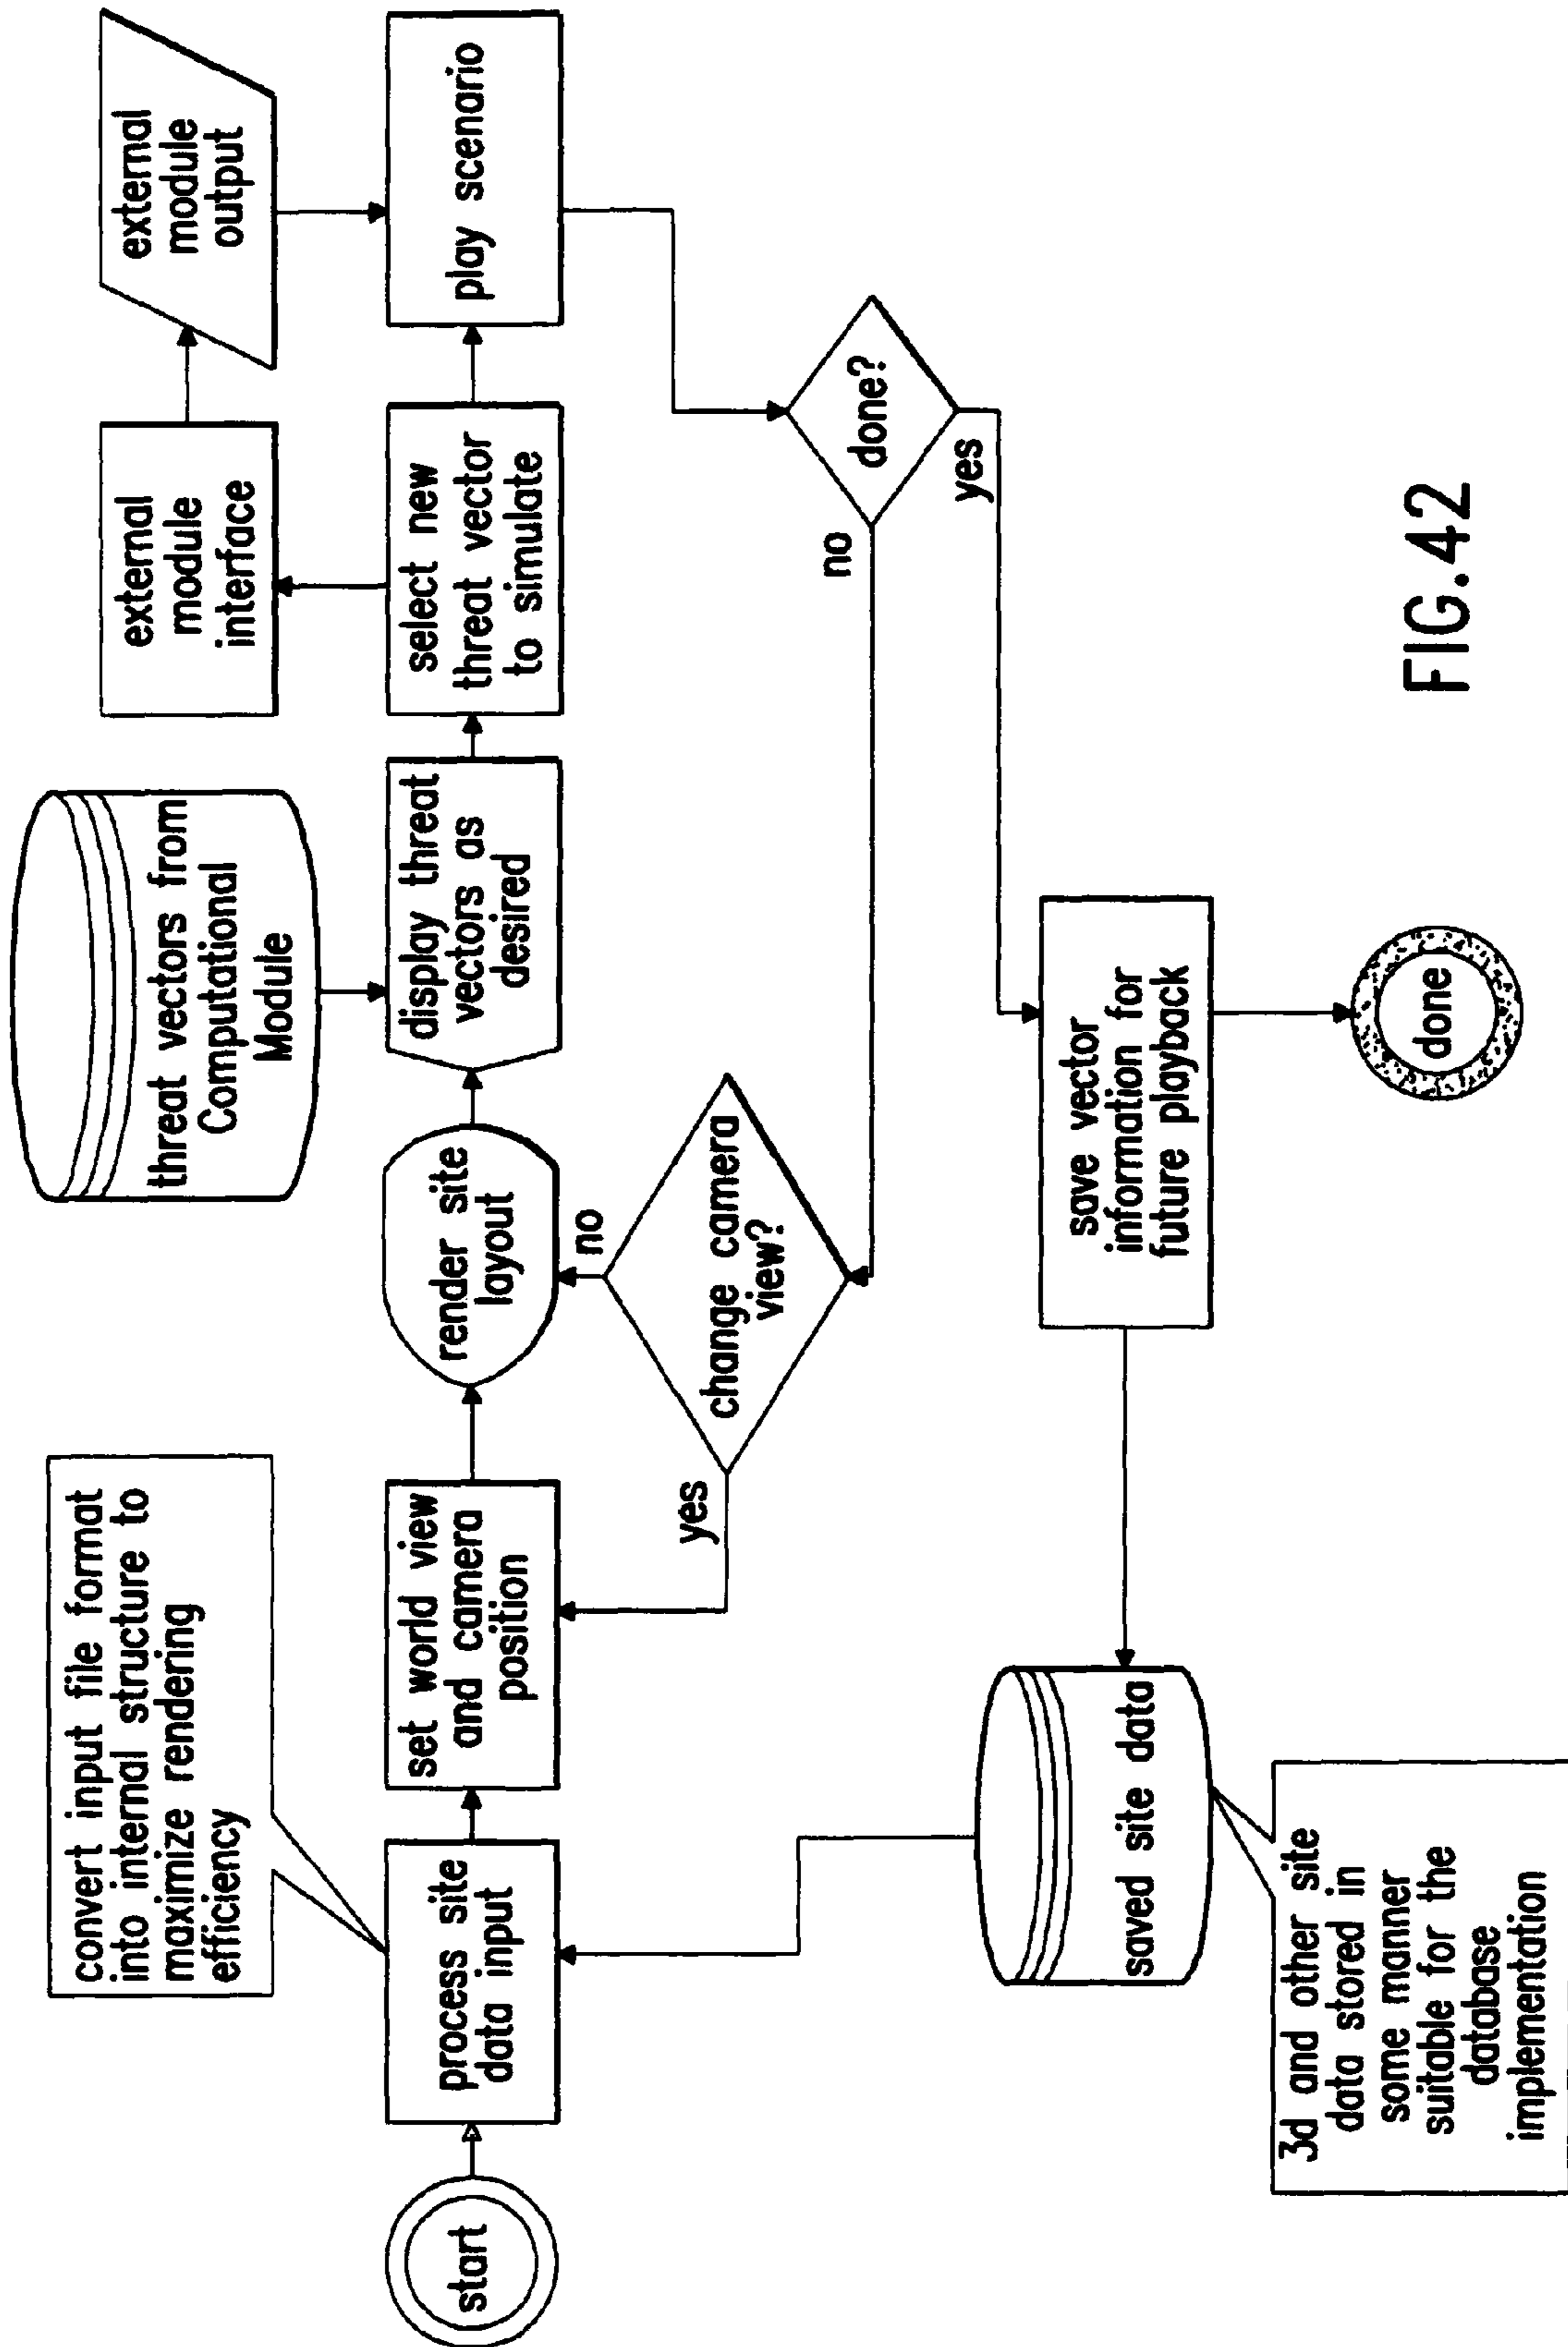 convert input file format
into internal structure to
maximize rendering
efficiency
threat vectors from
Computational
Module
external
module
interface
external
module
output
start
process site
data input
set world view
and camera
position
render site
layout
display threat
vectors as
desired
select new
threat vector
to simulate
play scenario
yes
change camera
view?
no
no
done?
yes
saved site data
save vector
information for
future playback
3d and other site
data stored in
some manner
suitable for the
database
implementation
done
FIG.42